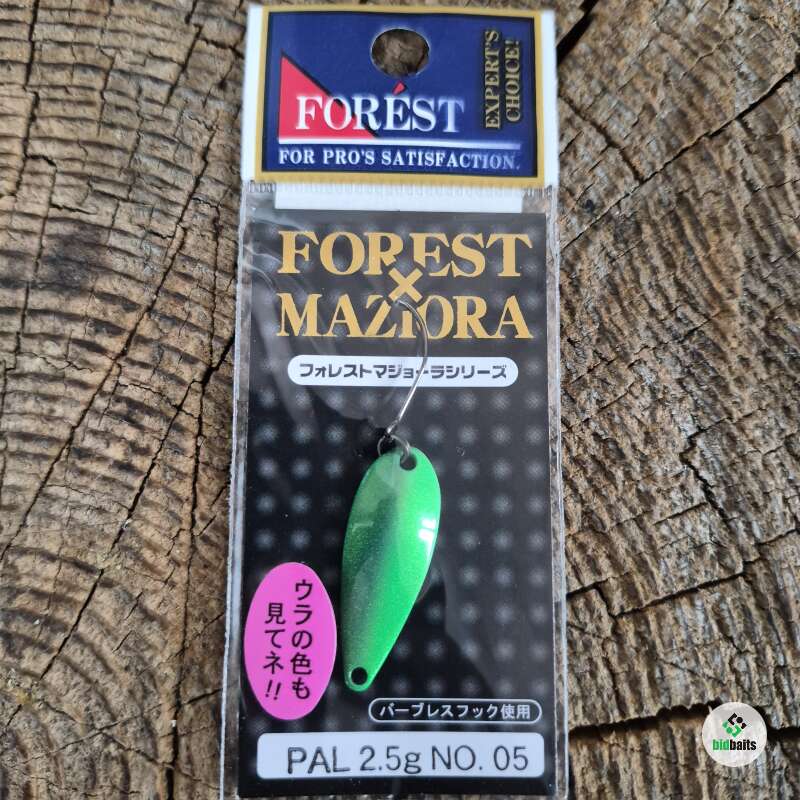 FORÉST
EXPERT'S
CHOICE!
FOR PRO'S SATISFACTION.
FOREST
×
MAZIORA
フォレストマジョーラシリーズ
ウラの色も
見てネ!!
バーブレスフック使用
PAL 2.5g NO. 05
bidbaits